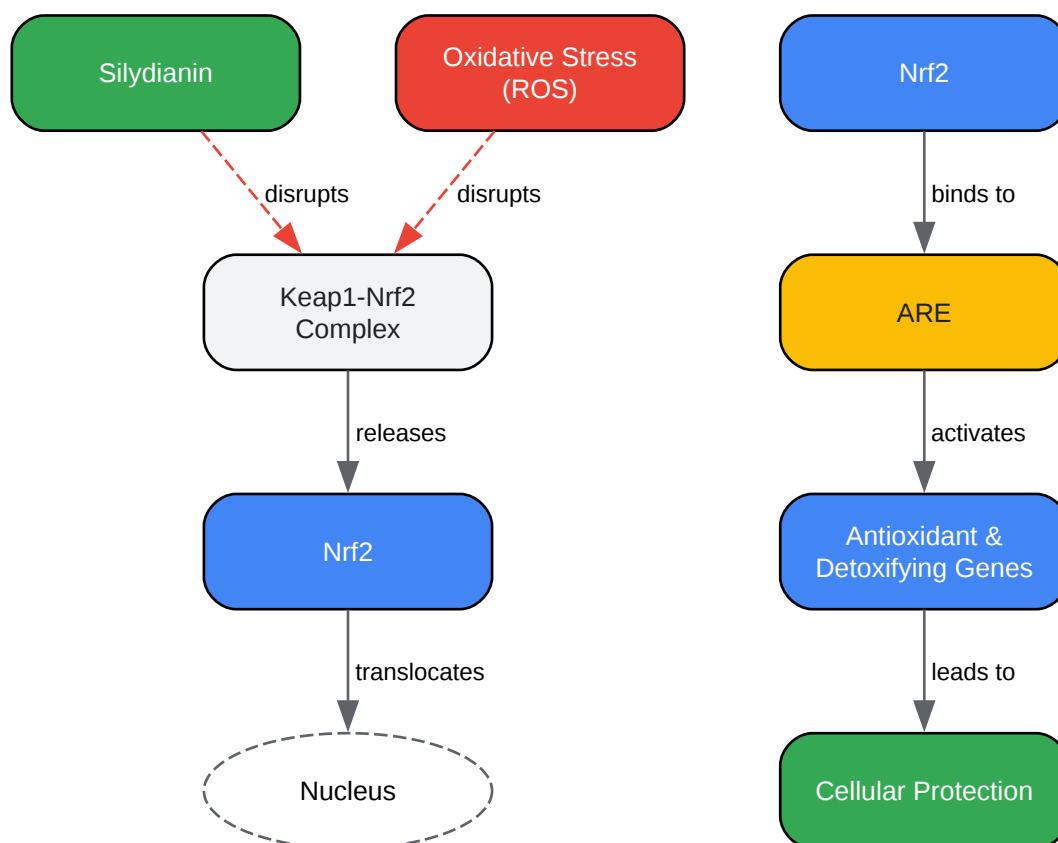 Silydianin
Oxidative Stress
(ROS)
disrupts
disrupts
Keap1-Nrf2
Complex
releases
Nrf2
translocates
Nucleus
Nrf2
binds to
ARE
activates
Antioxidant &
Detoxifying Genes
leads to
Cellular Protection